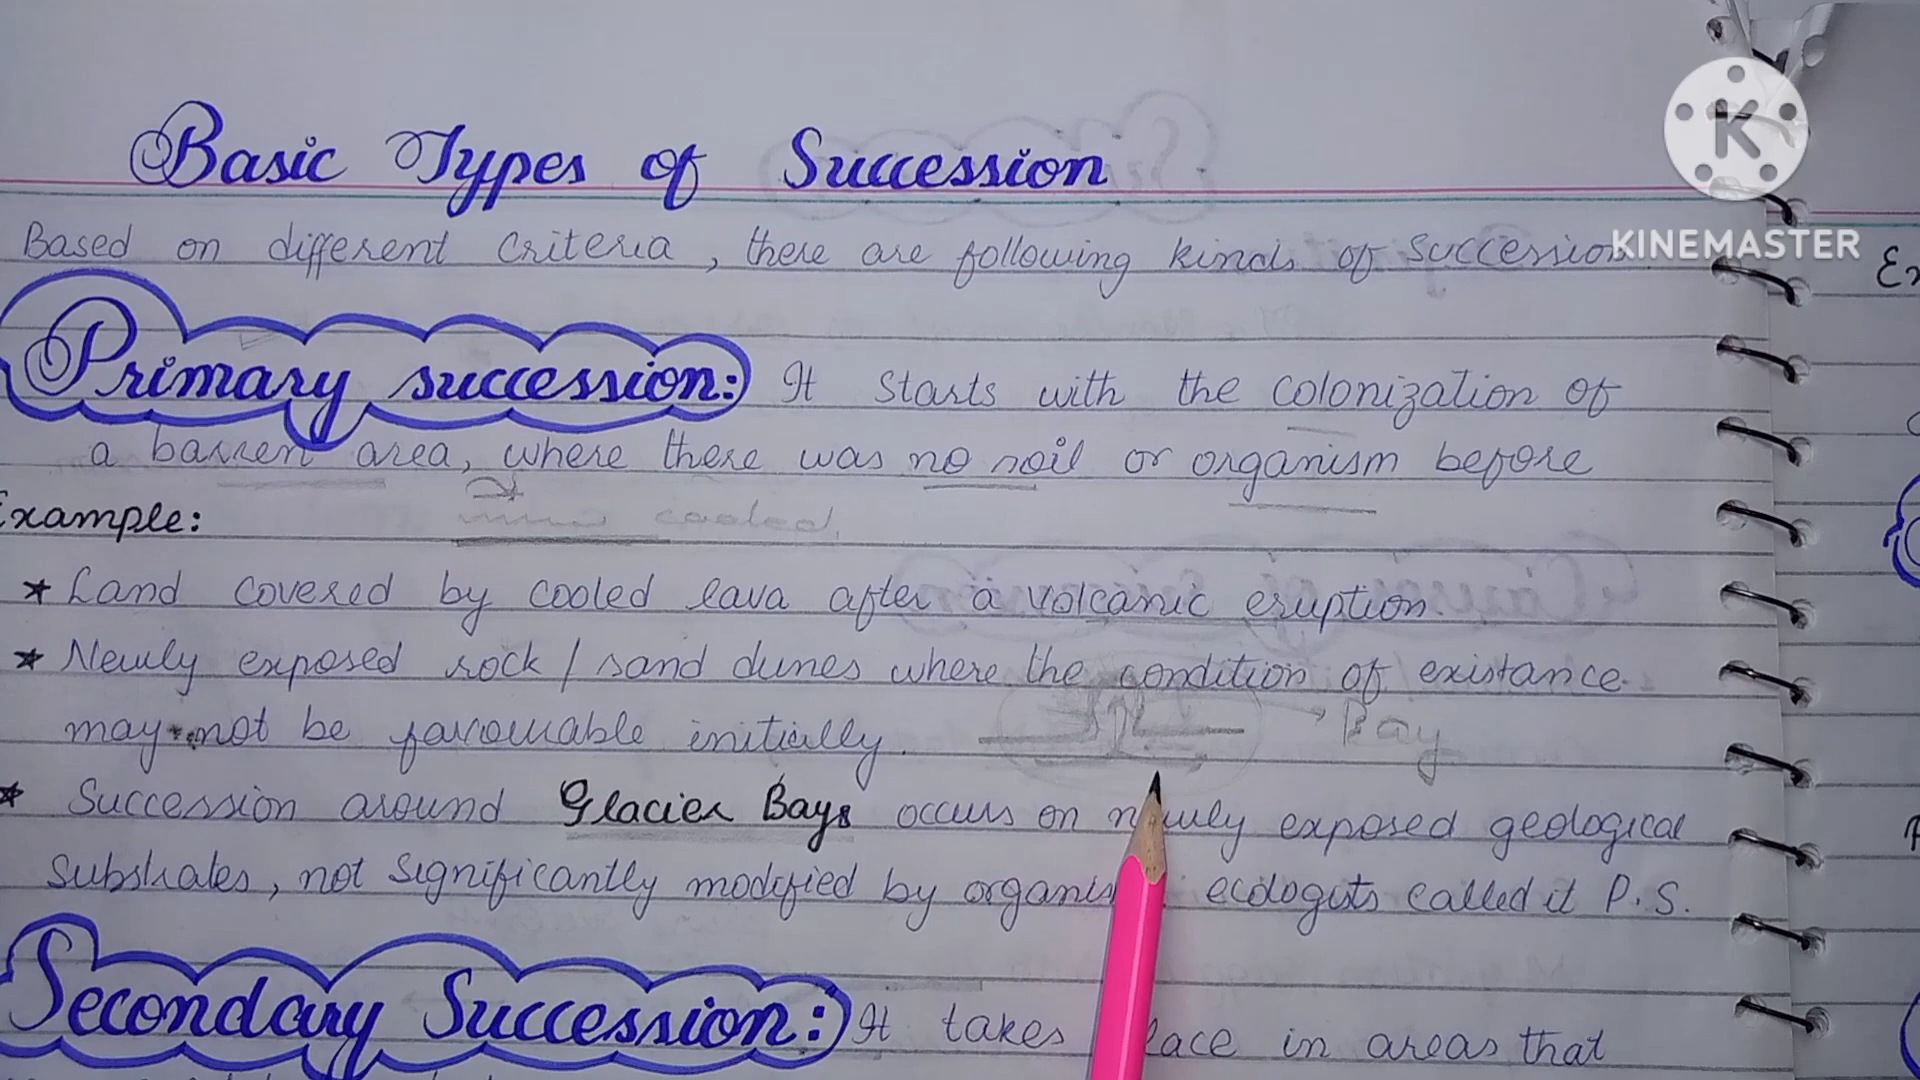 Basic Types of Succession
KINEMASTER
Based on different criteria, there are following kinds of succession.
Primary succession: It starts with the colonization of
a barren area, where there was no soil or organism before
cooled
Example:
* Land covered by cooled lava after a volcanic eruption.
* Newly exposed rock / sand dunes where the condition of existance
may not be favourable initially.
Bay
* Succession around Glacier Bays occurs on newly exposed geological
substrates, not significantly modified by ecologists called it P.S.
Secondary Succession: It takes in areas that